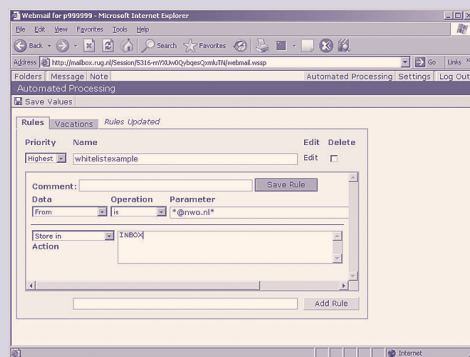 Webmail for p999999 - Microsoft Internet Explorer
File Edit View Favorites Tools Help
Back Search Favorites
Address http://mailbox.rug.nl/Session/5316-mYXUw0QybqesQxmluTNj/webmail.wssp Go Links
Folders Message Note Automated Processing Settings Log Out
Automated Processing
Save Values
Rules Vacations Rules Updated
Priority Name Edit Delete
Highest whitelistexample Edit
Comment: Save Rule
Data Operation Parameter
From is *@nwo.nl*
Store in INBOX
Action
Add Rule
Internet